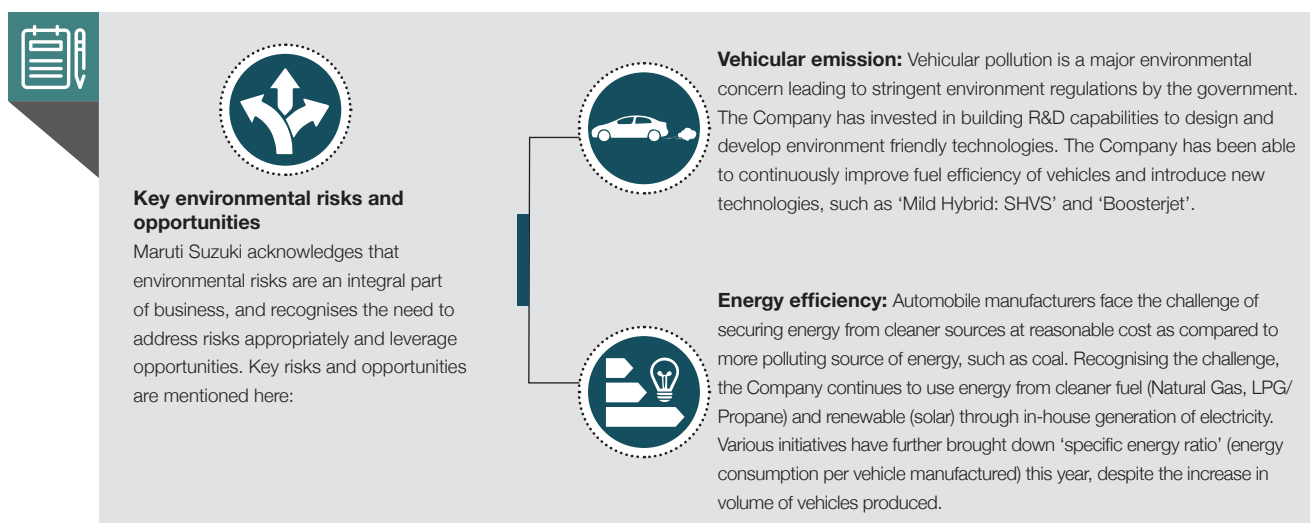 Key environmental risks and
opportunities
Maruti Suzuki acknowledges that
environmental risks are an integral part
of business, and recognises the need to
address risks appropriately and leverage
opportunities. Key risks and opportunities
are mentioned here:
Vehicular emission: Vehicular pollution is a major environmental
concern leading to stringent environment regulations by the government.
The Company has invested in building R&D capabilities to design and
develop environment friendly technologies. The Company has been able
to continuously improve fuel efficiency of vehicles and introduce new
technologies, such as ‘Mild Hybrid: SHVS’ and ‘Boosterjet’.
Energy efficiency: Automobile manufacturers face the challenge of
securing energy from cleaner sources at reasonable cost as compared to
more polluting source of energy, such as coal. Recognising the challenge,
the Company continues to use energy from cleaner fuel (Natural Gas, LPG/
Propane) and renewable (solar) through in-house generation of electricity.
Various initiatives have further brought down ‘specific energy ratio’ (energy
consumption per vehicle manufactured) this year, despite the increase in
volume of vehicles produced.